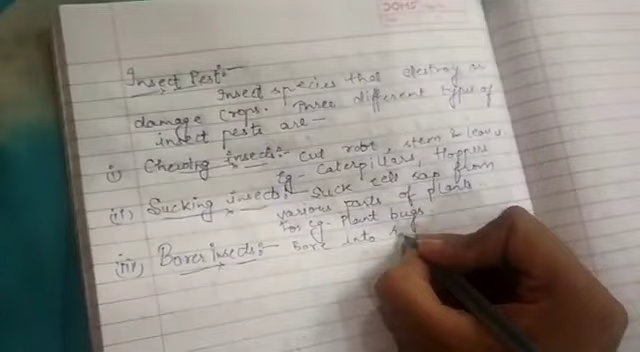 Insect Pest:-
Insect species that destroy or
damage crops. Three different types of
insect pests are -
i) Chewing insects:- Cut root, stem & leaves.
Eg- Caterpillars, Hoppers
(ii) Sucking insects:- Suck cell sap from
various parts of plants.
For eg- plant bugs
(iii) Borer insects:- Bore into